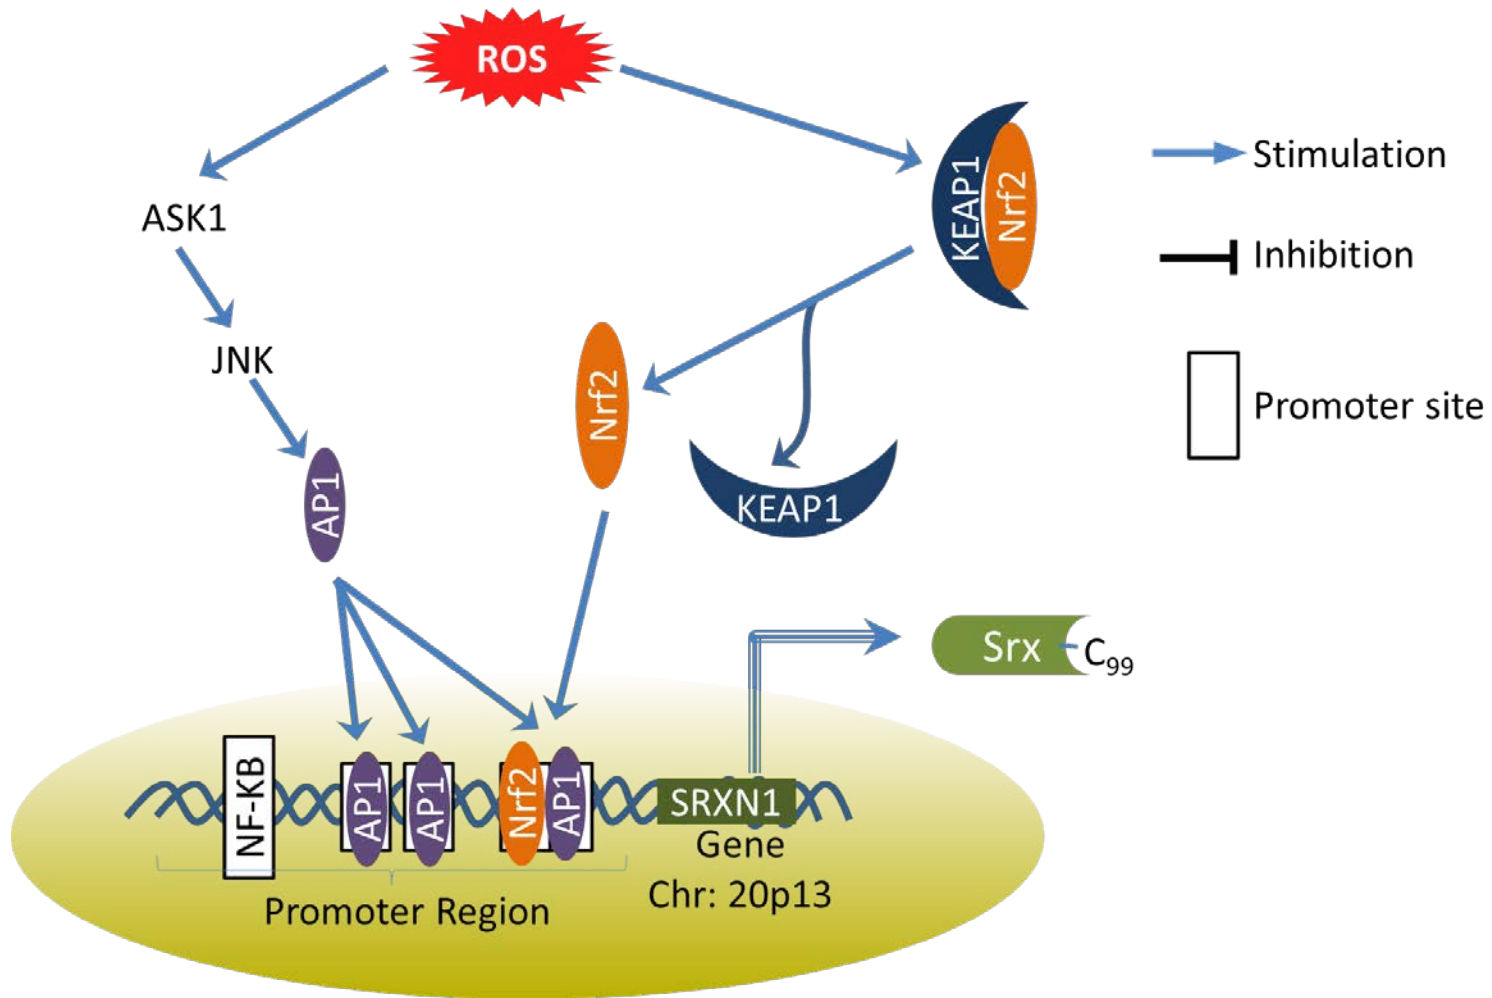 ROS
Stimulation
KEAP1
Nrf2
ASK1
Inhibition
JNK
Nrf2
Promoter site
AP1
KEAP1
Srx
C99
NF-KB
AP1
AP1
Nrf2
AP1
SRXN1
Gene
Chr: 20p13
Promoter Region